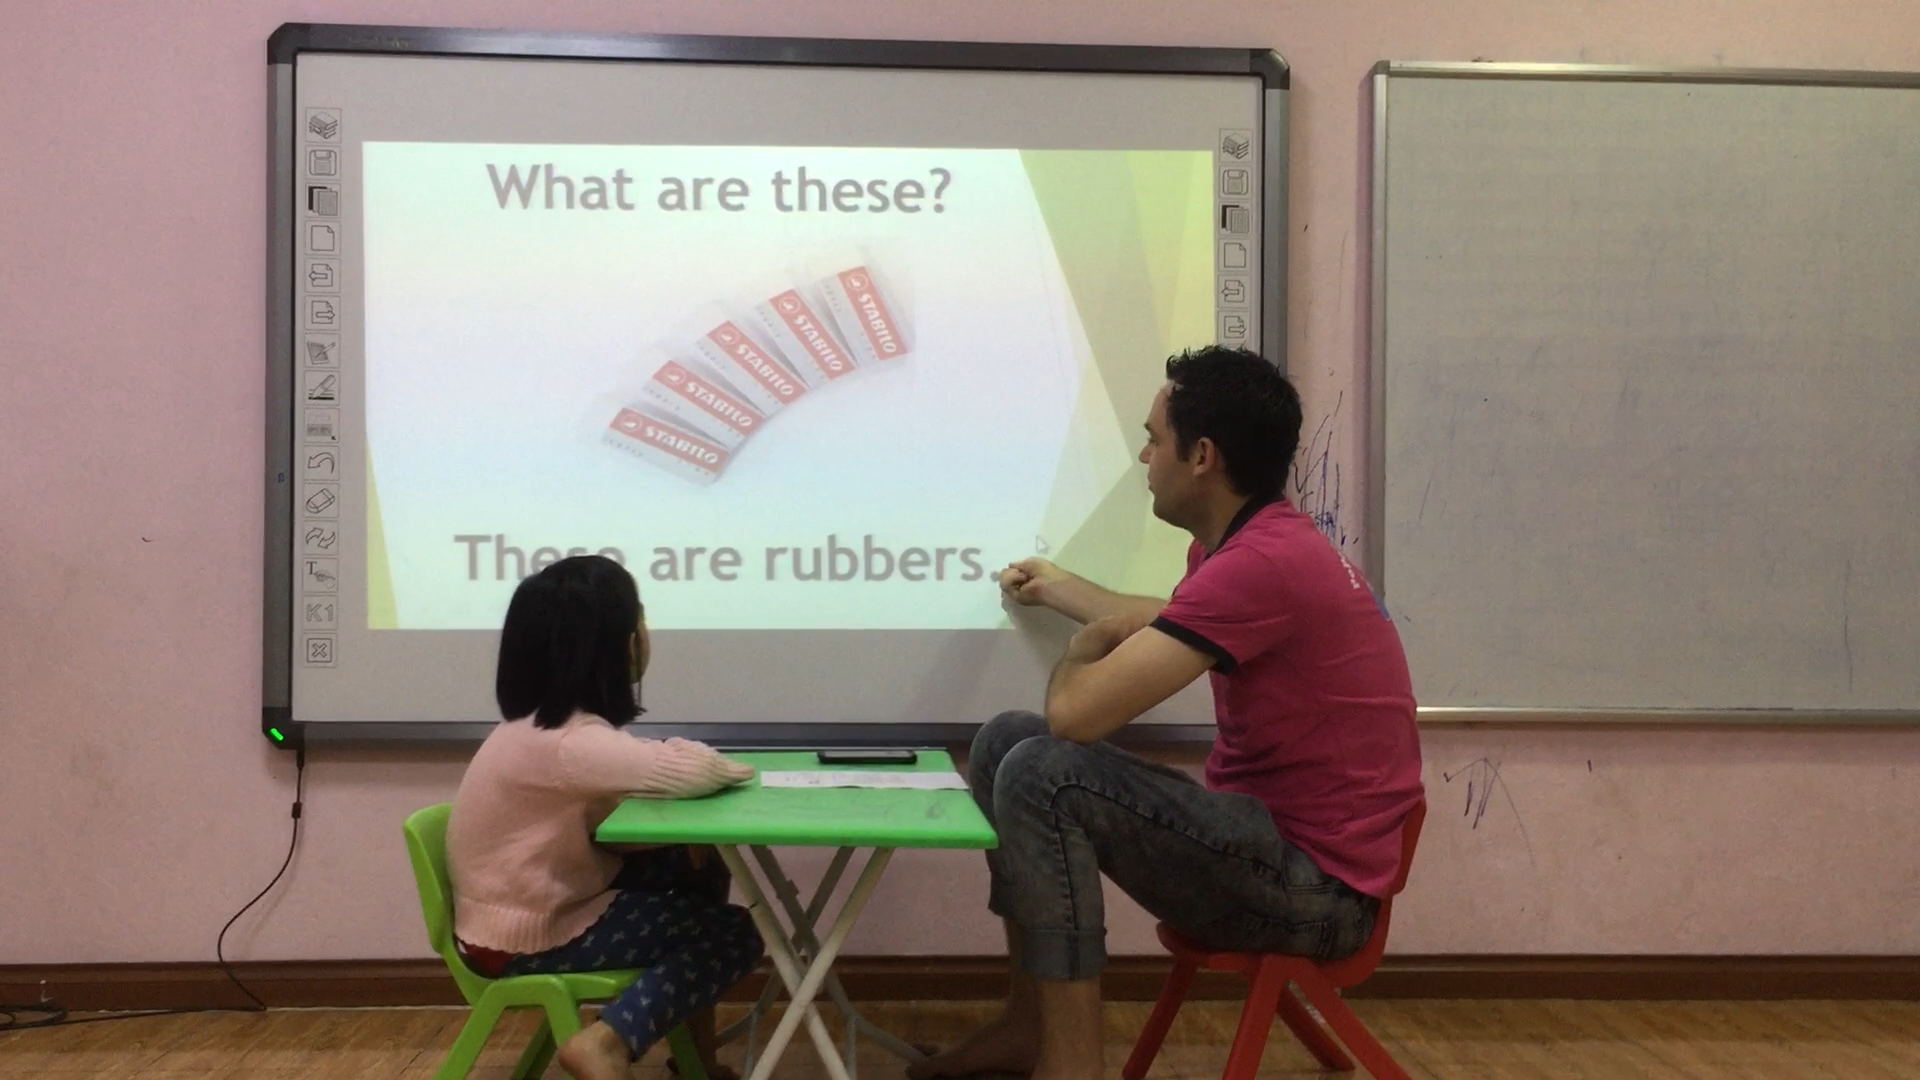 What are these?
STABILO
STABILO
STABILO
STABILO
STABILO
These are rubbers.
T
K1